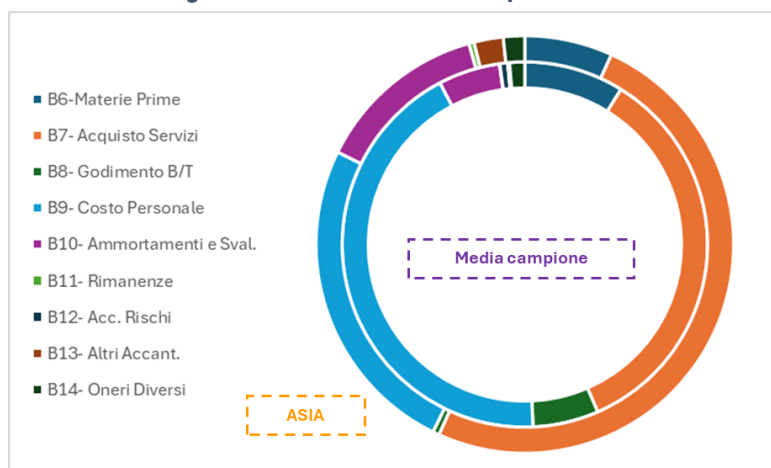 B6-Materie Prime
B7- Acquisto Servizi
B8- Godimento B/T
B9- Costo Personale
B10- Ammortamenti e Sval.
B11- Rimanenze
B12- Acc. Rischi
B13- Altri Accant.
B14- Oneri Diversi
Media campione
ASIA